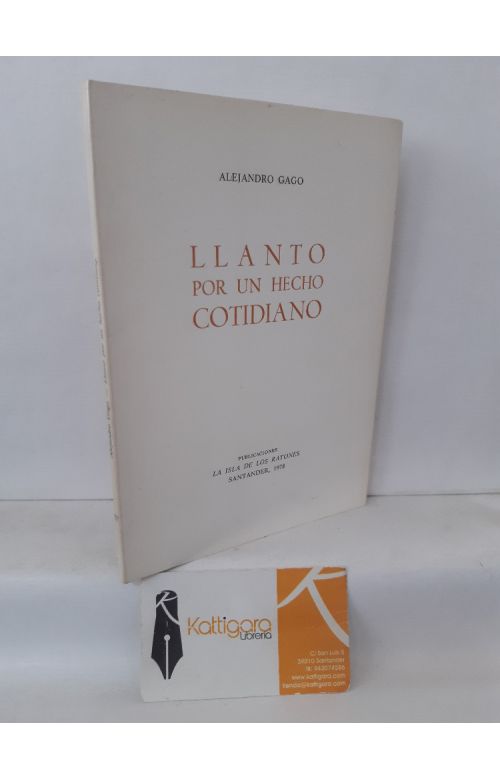 ALEJANDRO GAGO
LLANTO
POR UN HECHO
COTIDIANO
PUBLICACIONES
LA ISLA DE LOS RATONES
SANTANDER, 1978
Kattigara
Librería
C/ San Luis 5
39010 Santander
www.kattigara.com
tienda@kattigara.com